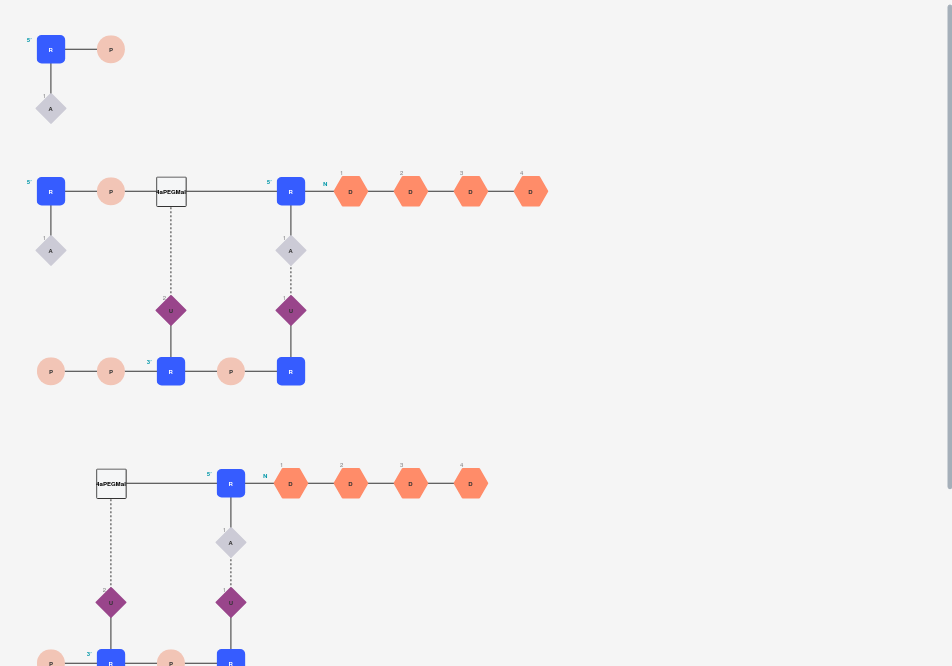 5'
R P
1
A
5' R P 4aPEGMal 5' R N 1 D 2 D 3 D 4 D
1 A 1 A
2 U 1 U
P P 3' R P R
4aPEGMal 5' R N 1 D 2 D 3 D 4 D
1 A
2 U 1 U
P 3' R P R